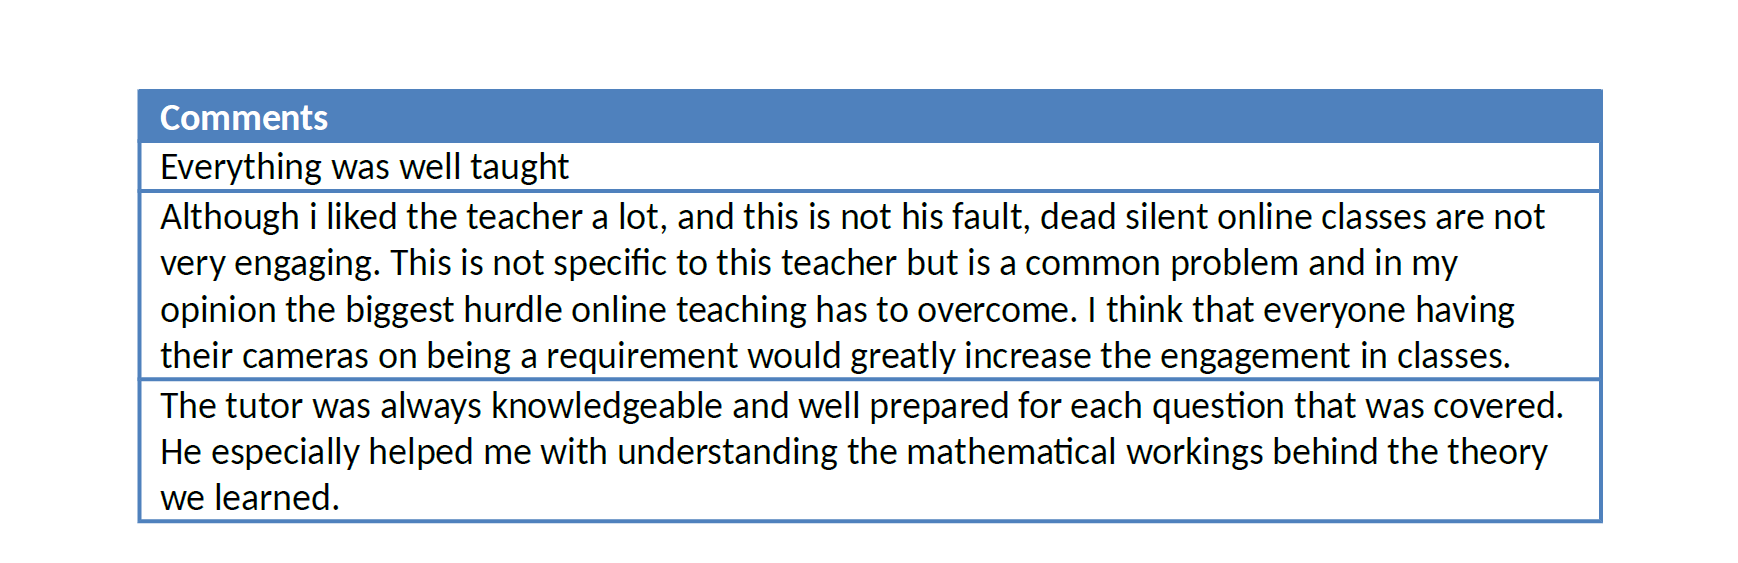 Comments
Everything was well taught
Although i liked the teacher a lot, and this is not his fault, dead silent online classes are not
very engaging. This is not specific to this teacher but is a common problem and in my
opinion the biggest hurdle online teaching has to overcome. I think that everyone having
their cameras on being a requirement would greatly increase the engagement in classes.
The tutor was always knowledgeable and well prepared for each question that was covered.
He especially helped me with understanding the mathematical workings behind the theory
we learned.